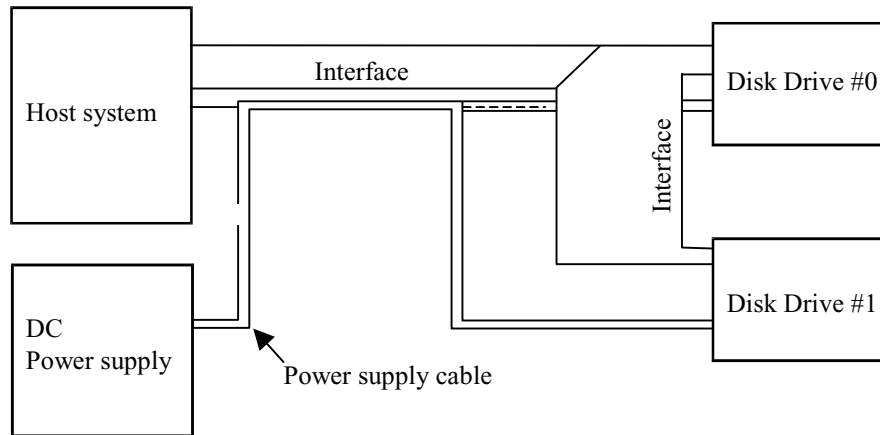 Host system
Interface
Disk Drive #0
Interface
DC
Power supply
Power supply cable
Disk Drive #1